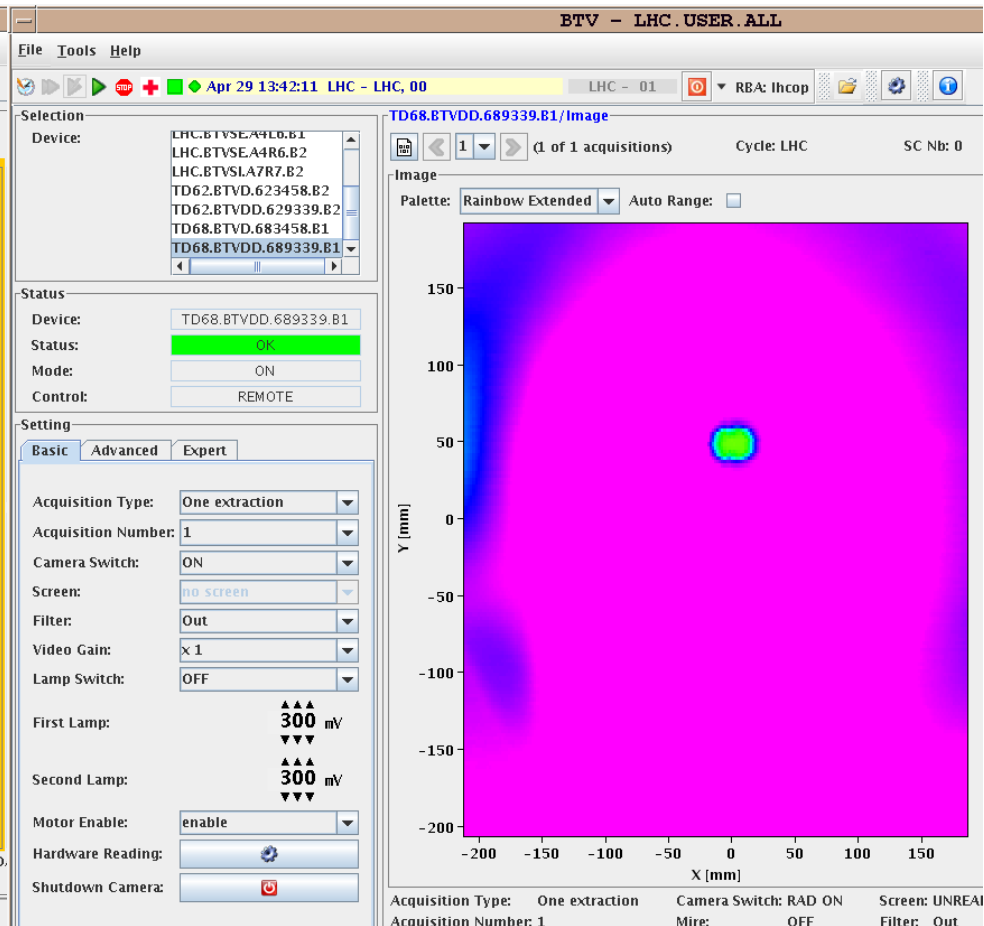 BTV - LHC.USER.ALL
File Tools Help
STOP Apr 29 13:42:11 LHC - LHC, 00 LHC - 01 RBA: lhcop
Selection
Device:
LHC.BTVSE.A4L6.B1
LHC.BTVSE.A4R6.B2
LHC.BTVSI.A7R7.B2
TD62.BTVD.623458.B2
TD62.BTVDD.629339.B2
TD68.BTVD.683458.B1
TD68.BTVDD.689339.B1
Status
Device: TD68.BTVDD.689339.B1
Status: OK
Mode: ON
Control: REMOTE
Setting
Basic Advanced Expert
Acquisition Type: One extraction
Acquisition Number: 1
Camera Switch: ON
Screen: no screen
Filter: Out
Video Gain: x 1
Lamp Switch: OFF
First Lamp: 300 mV
Second Lamp: 300 mV
Motor Enable: enable
Hardware Reading:
Shutdown Camera:
TD68.BTVDD.689339.B1/Image
1 (1 of 1 acquisitions) Cycle: LHC SC Nb: 0
Image
Palette: Rainbow Extended Auto Range:
150
100
50
0
-50
-100
-150
-200
Y [mm]
-200 -150 -100 -50 0 50 100 150
X [mm]
Acquisition Type: One extraction Camera Switch: RAD ON Screen: UNREA
Acquisition Number: 1 Mire: OFF Filter: Out